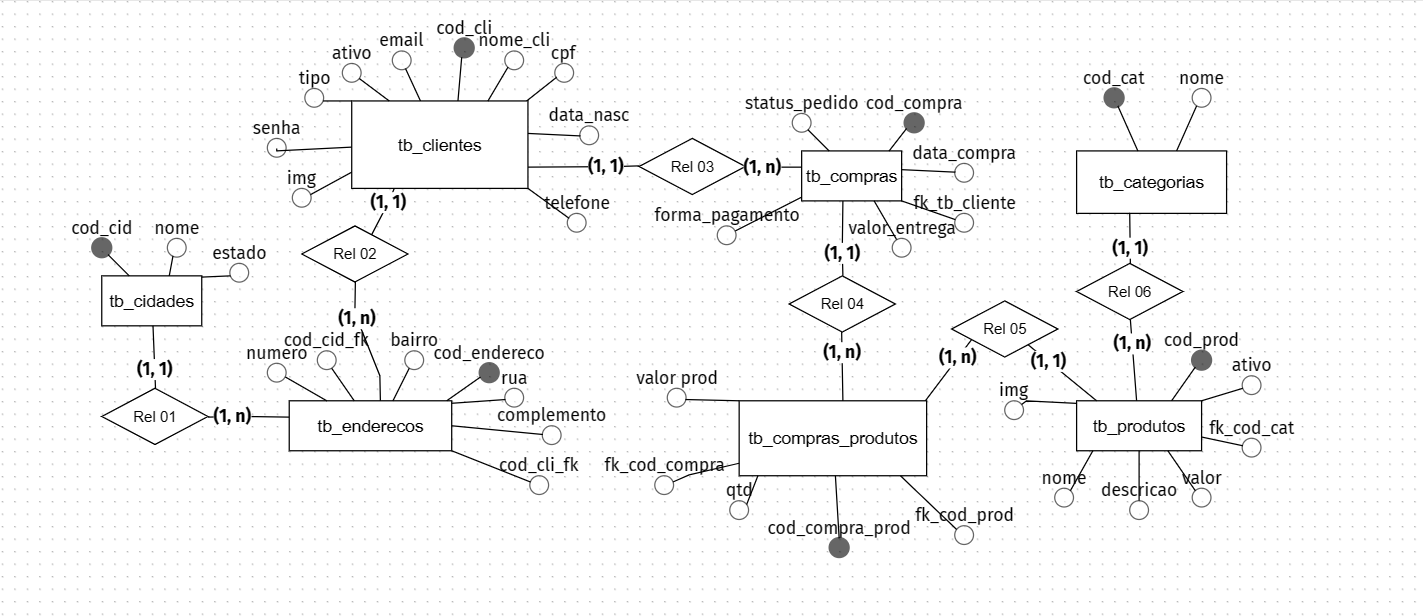 cod_cli
email
nome_cli
ativo
cpf
tipo
cod_cat
nome
status_pedido
cod_compra
data_nasc
senha
tb_clientes
data_compra
(1, 1)
Rel 03
(1, n)
tb_compras
tb_categorias
img
(1, 1)
telefone
fk_tb_cliente
forma_pagamento
valor_entrega
cod_cid
nome
estado
Rel 02
(1, 1)
(1, 1)
tb_cidades
Rel 04
Rel 06
(1, n)
Rel 05
cod_cid_fk
bairro
cod_prod
numero
cod_endereco
(1, n)
(1, n)
(1, 1)
(1, n)
(1, 1)
rua
valor prod
ativo
img
complemento
Rel 01
(1, n)
tb_enderecos
tb_compras_produtos
tb_produtos
fk_cod_cat
cod_cli_fk
fk_cod_compra
nome
descricao
valor
qtd
cod_compra_prod
fk_cod_prod